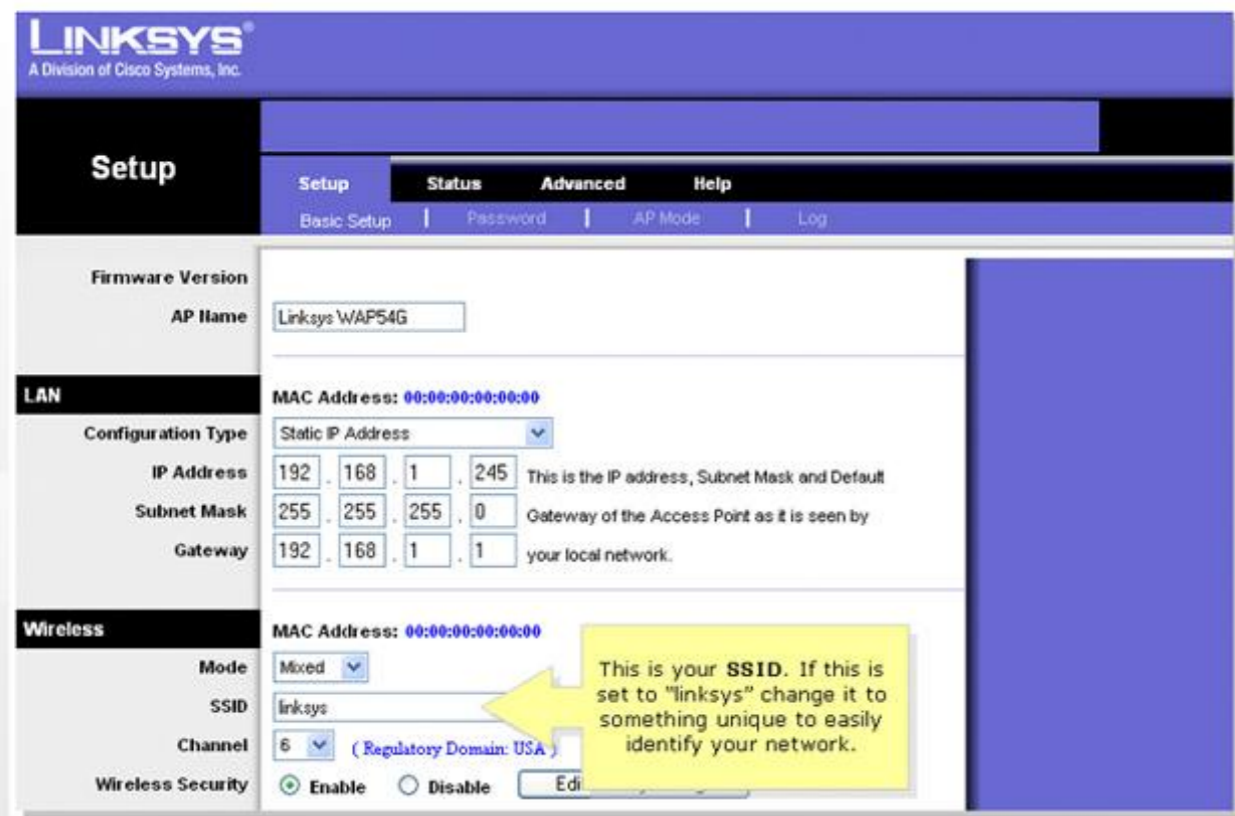 LINKSYS®
A Division of Cisco Systems, Inc.
Setup
Setup Status Advanced Help
Basic Setup | Password | AP Mode | Log
Firmware Version
AP Name Linksys WAP54G
LAN MAC Address: 00:00:00:00:00:00
Configuration Type Static IP Address
IP Address 192 . 168 . 1 . 245 This is the IP address, Subnet Mask and Default
Subnet Mask 255 . 255 . 255 . 0 Gateway of the Access Point as it is seen by
Gateway 192 . 168 . 1 . 1 your local network.
Wireless MAC Address: 00:00:00:00:00:00
Mode Mixed
SSID linksys
Channel 6 ( Regulatory Domain: USA )
Wireless Security Enable Disable
This is your SSID. If this is
set to "linksys" change it to
something unique to easily
identify your network.